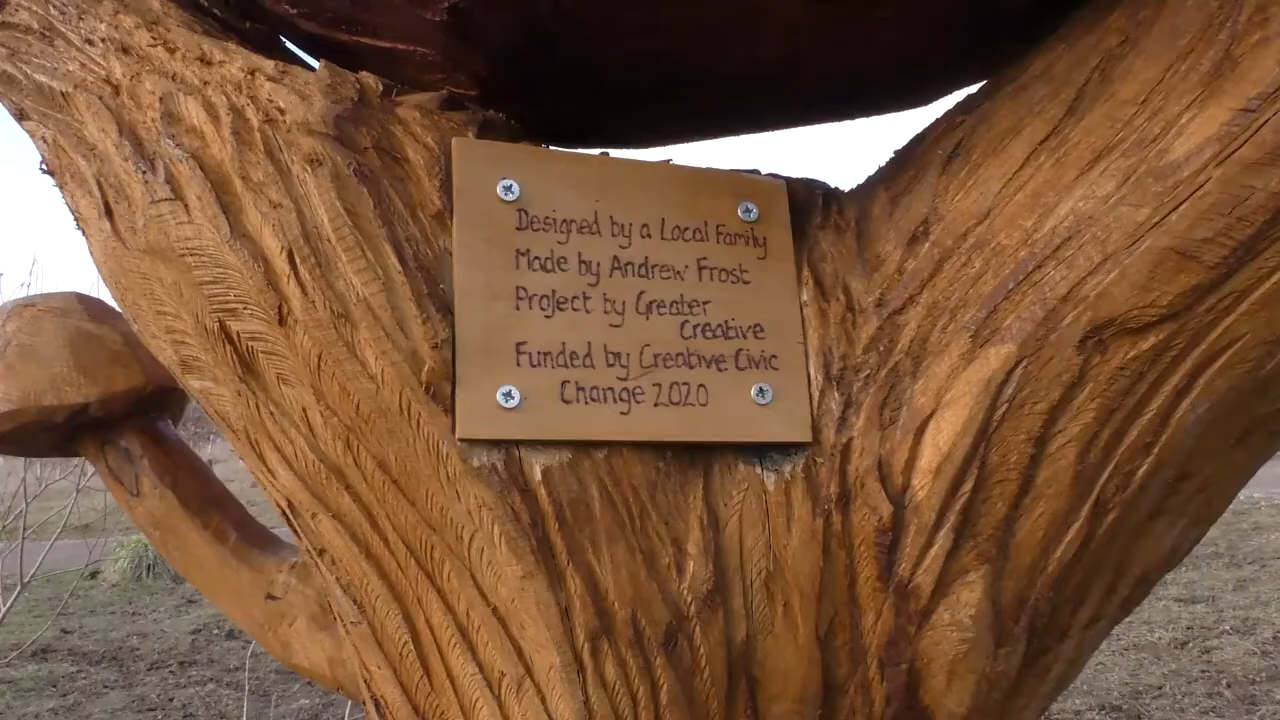 Designed by a Local Family
Made by Andrew Frost
Project by Greater
Creative
Funded by Creative Civic
Change 2020